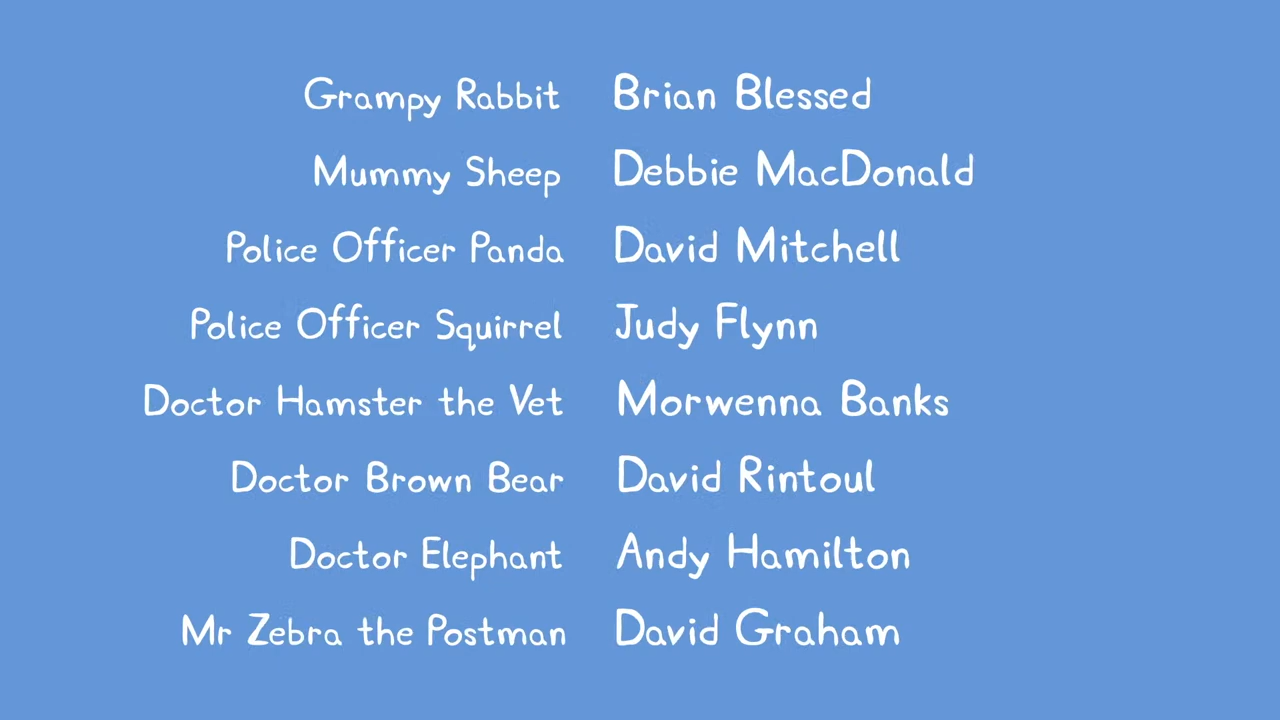 Grampy Rabbit Brian Blessed
Mummy Sheep Debbie MacDonald
Police Officer Panda David Mitchell
Police Officer Squirrel Judy Flynn
Doctor Hamster the Vet Morwenna Banks
Doctor Brown Bear David Rintoul
Doctor Elephant Andy Hamilton
Mr Zebra the Postman David Graham